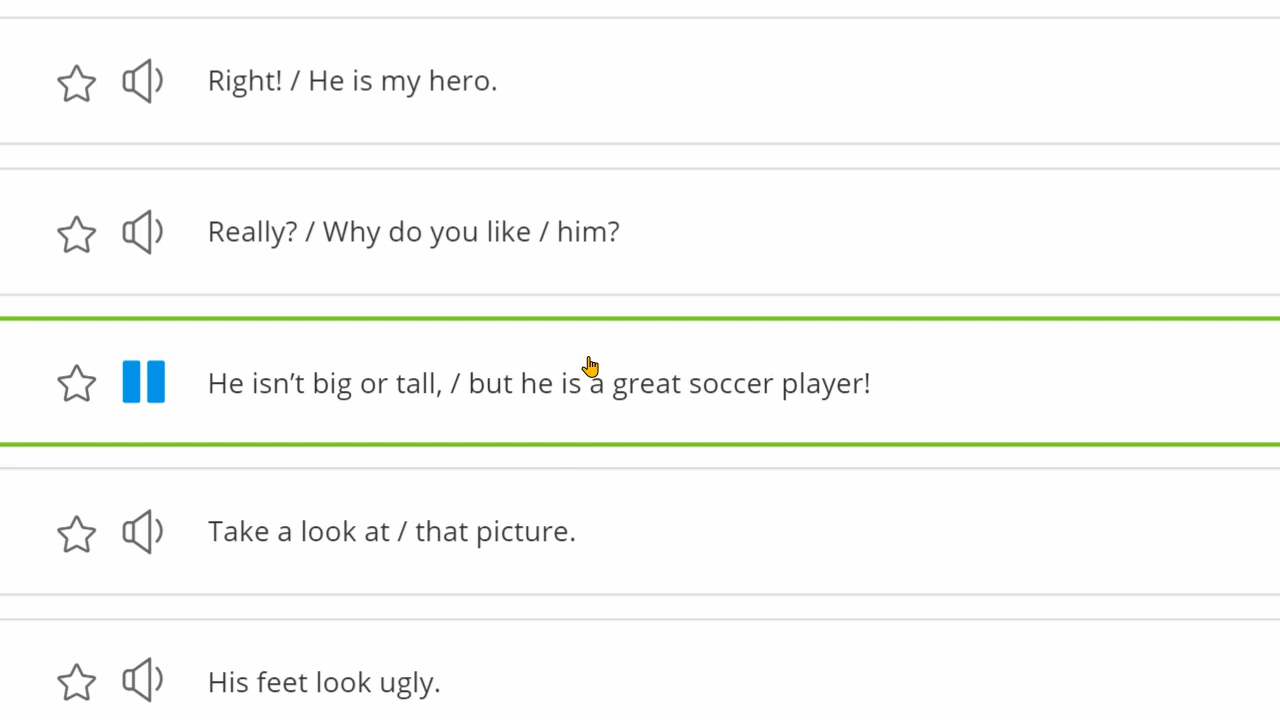 Right! / He is my hero.
Really? / Why do you like / him?
He isn’t big or tall, / but he is a great soccer player!
Take a look at / that picture.
His feet look ugly.